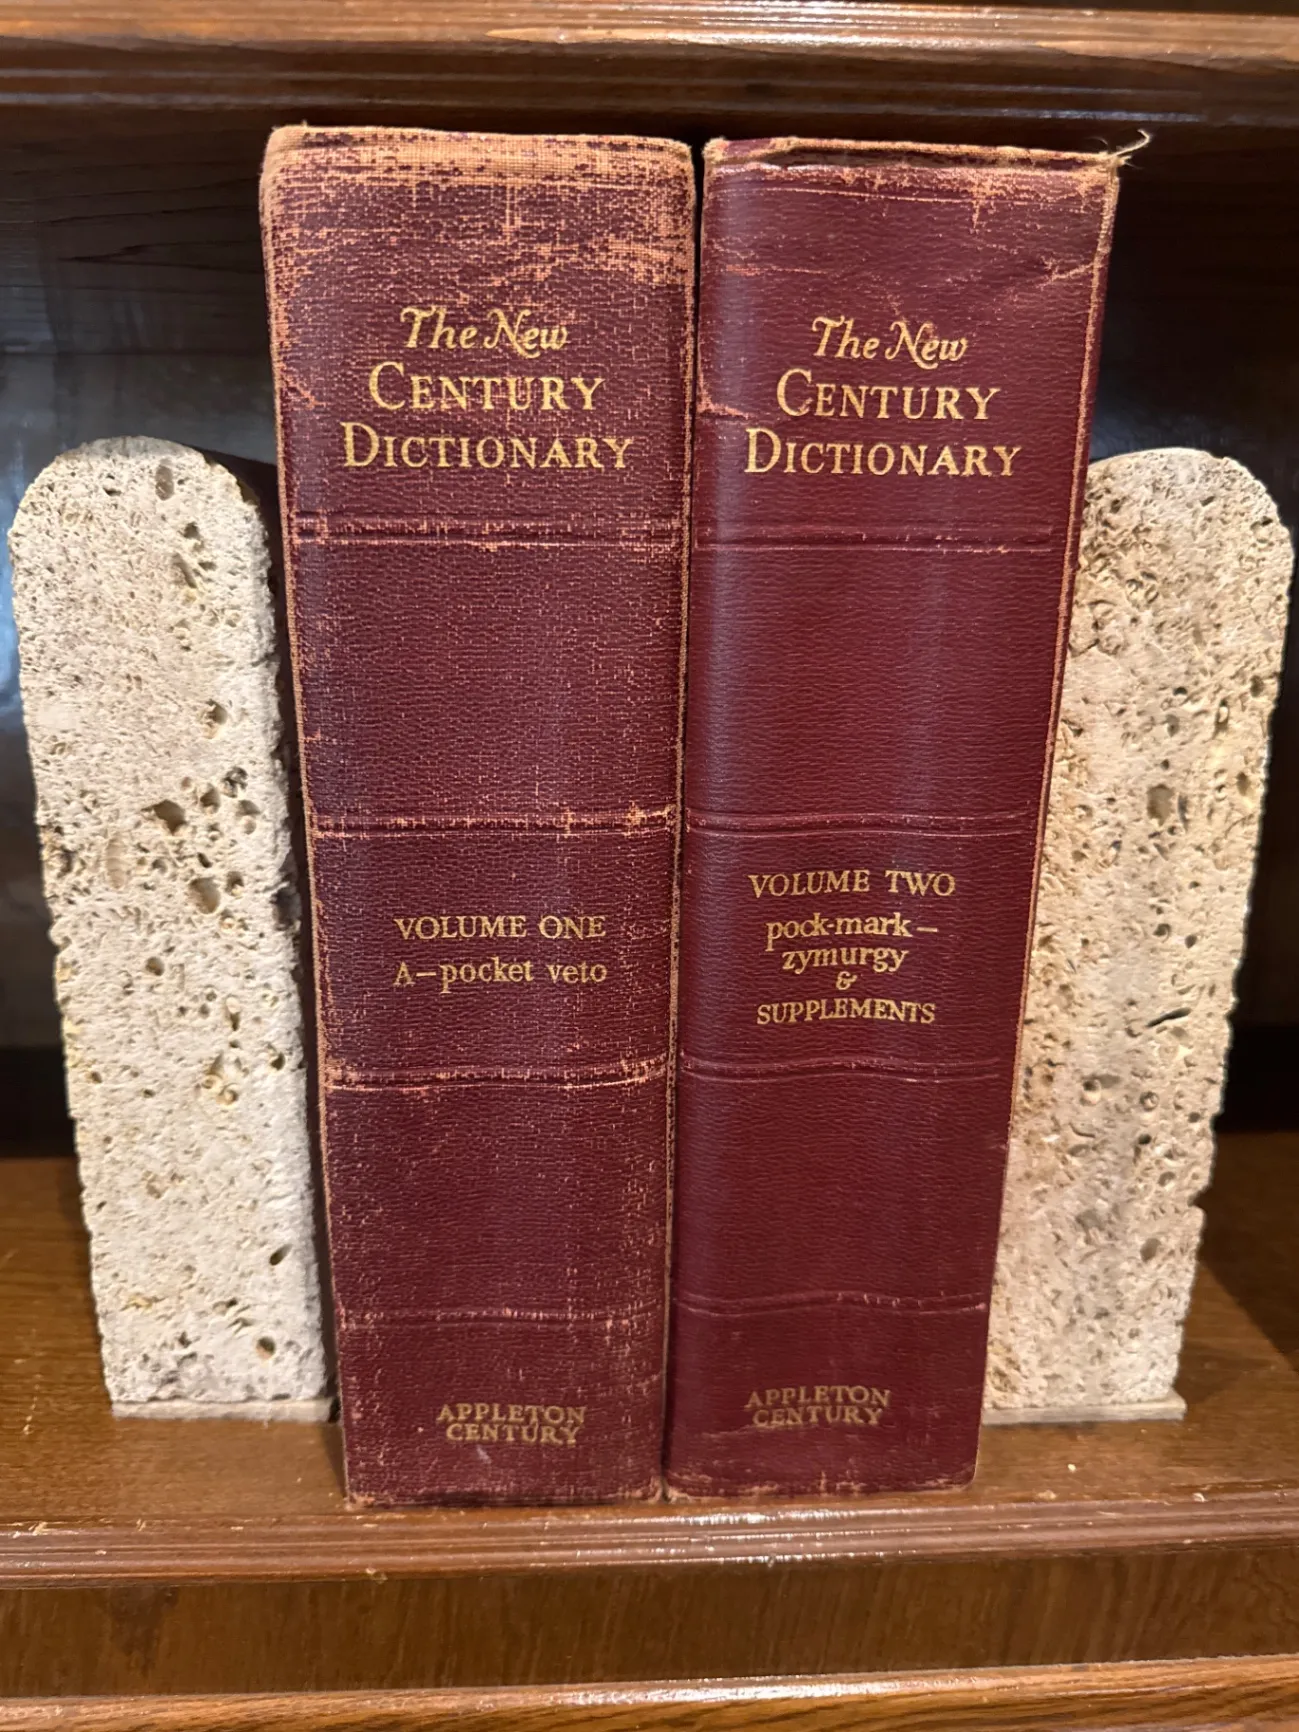 The New
CENTURY
DICTIONARY
VOLUME ONE
A–pocket veto
APPLETON
CENTURY
The New
CENTURY
DICTIONARY
VOLUME TWO
pock-mark–
zymurgy
&
SUPPLEMENTS
APPLETON
CENTURY